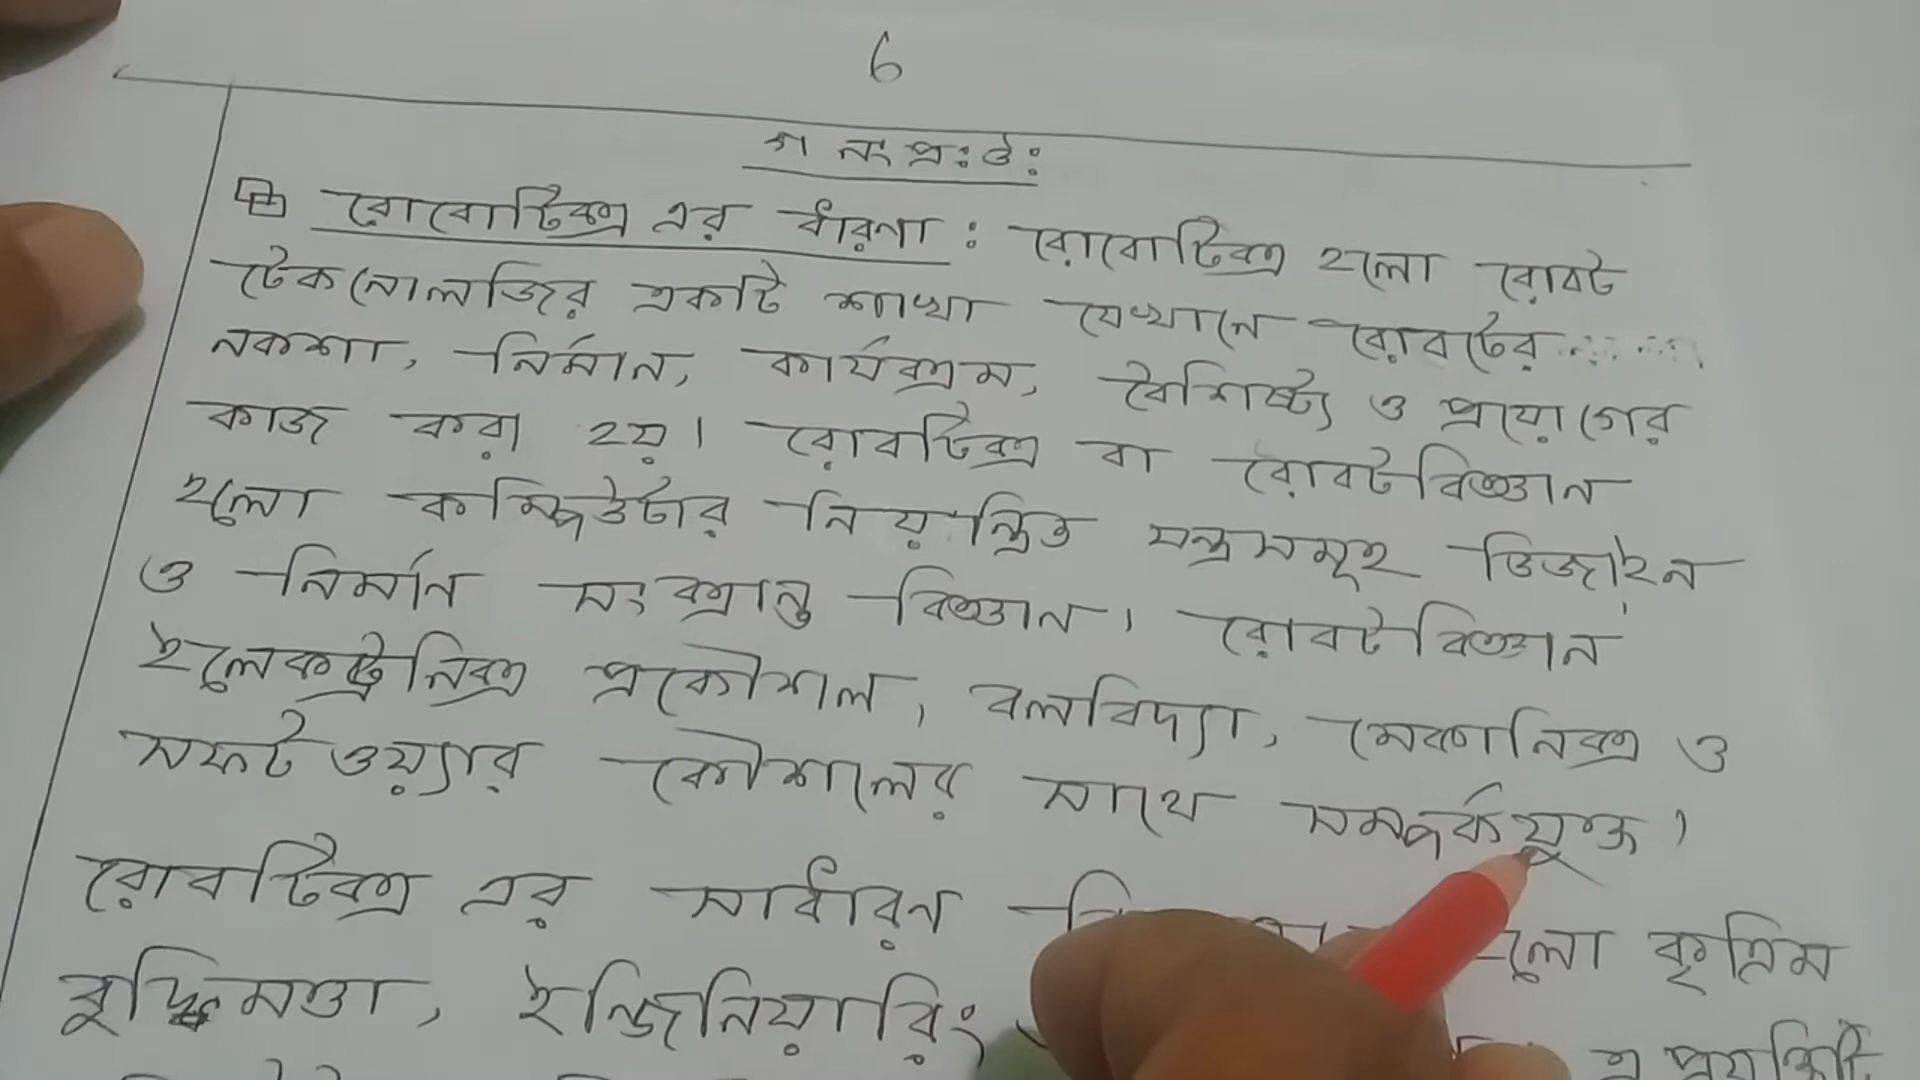 6
গ নং প্র: উ:
রোবোটিক্স এর ধারণা : রোবোটিক্স হলো রোবট
টেকনোলজির একটি শাখা যেখানে রোবটের
নকশা, নির্মান, কার্যক্রম, বৈশিষ্ট্য ও প্রয়োগের
কাজ করা হয়। রোবটিক্স বা রোবটবিজ্ঞান
হলো কম্পিউটার নিয়ন্ত্রিত যন্ত্রসমূহ ডিজাইন
ও নির্মান সংক্রান্ত বিজ্ঞান। রোবটবিজ্ঞান
ইলেকট্রনিক্স প্রকৌশল, বলবিদ্যা, মেকানিক্স ও
সফটওয়্যার কৌশলের সাথে সম্পর্কযুক্ত।
রোবটিক্স এর সাধারন কৃত্রিম
বুদ্ধিমত্তা, ইন্জিনিয়ারিং
এ প্রযুক্তিটি